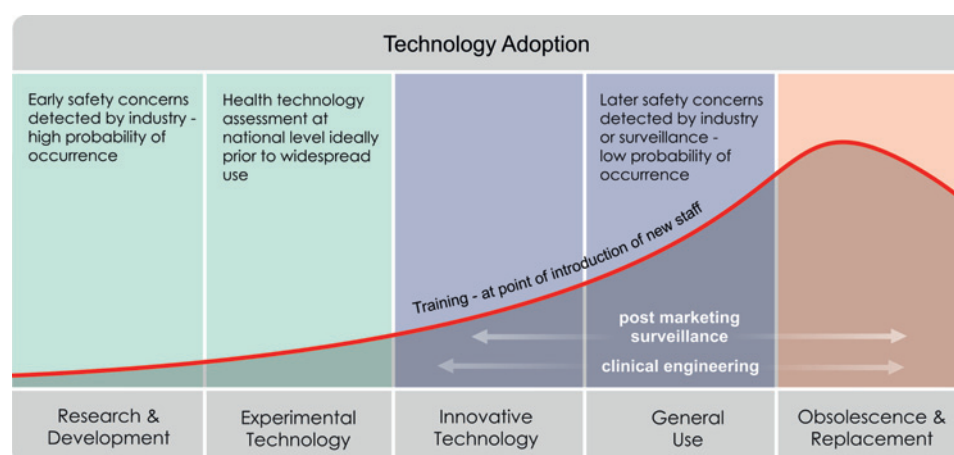 Technology Adoption
Early safety concerns
detected by industry -
high probability of
occurrence
Health technology
assessment at
national level ideally
prior to widespread
use
Later safety concerns
detected by industry
or surveillance -
low probability of
occurrence
Training - at point of introduction of new staff
post marketing
surveillance
clinical engineering
Research &
Development
Experimental
Technology
Innovative
Technology
General
Use
Obsolescence &
Replacement